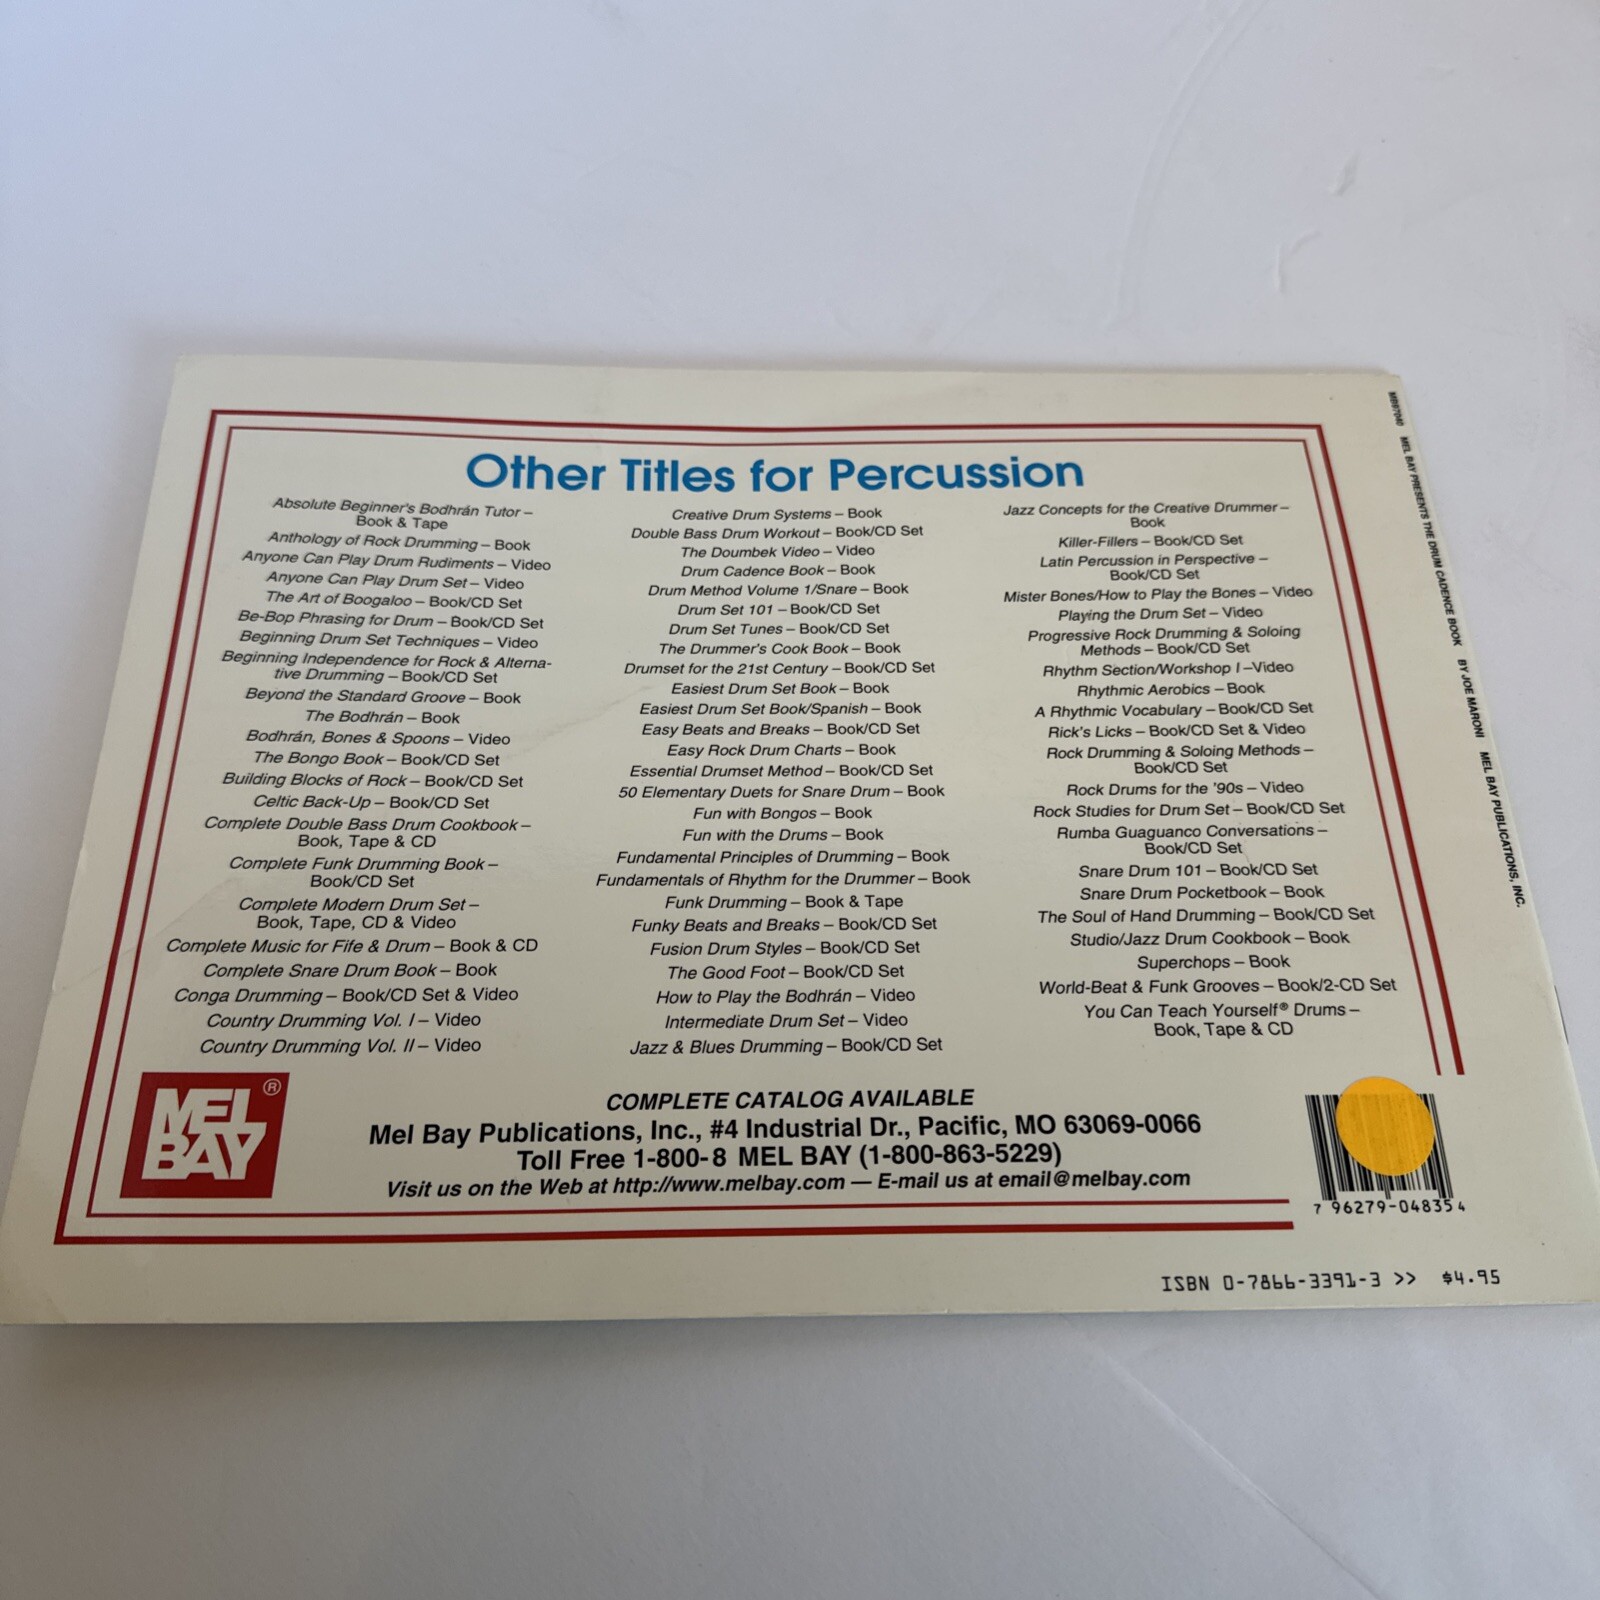 Other Titles for Percussion
Absolute Beginner's Bodhrán Tutor –
Book & Tape
Anthology of Rock Drumming – Book
Anyone Can Play Drum Rudiments – Video
Anyone Can Play Drum Set – Video
The Art of Boogaloo – Book/CD Set
Be-Bop Phrasing for Drum – Book/CD Set
Beginning Drum Set Techniques – Video
Beginning Independence for Rock & Alterna-
tive Drumming – Book/CD Set
Beyond the Standard Groove – Book
The Bodhrán – Book
Bodhrán, Bones & Spoons – Video
The Bongo Book – Book/CD Set
Building Blocks of Rock – Book/CD Set
Celtic Back-Up – Book/CD Set
Complete Double Bass Drum Cookbook –
Book, Tape & CD
Complete Funk Drumming Book –
Book/CD Set
Complete Modern Drum Set –
Book, Tape, CD & Video
Complete Music for Fife & Drum – Book & CD
Complete Snare Drum Book – Book
Conga Drumming – Book/CD Set & Video
Country Drumming Vol. I – Video
Country Drumming Vol. II – Video
Creative Drum Systems – Book
Double Bass Drum Workout – Book/CD Set
The Doumbek Video – Video
Drum Cadence Book – Book
Drum Method Volume 1/Snare – Book
Drum Set 101 – Book/CD Set
Drum Set Tunes – Book/CD Set
The Drummer's Cook Book – Book
Drumset for the 21st Century – Book/CD Set
Easiest Drum Set Book – Book
Easiest Drum Set Book/Spanish – Book
Easy Beats and Breaks – Book/CD Set
Easy Rock Drum Charts – Book
Essential Drumset Method – Book/CD Set
50 Elementary Duets for Snare Drum – Book
Fun with Bongos – Book
Fun with the Drums – Book
Fundamental Principles of Drumming – Book
Fundamentals of Rhythm for the Drummer – Book
Funk Drumming – Book & Tape
Funky Beats and Breaks – Book/CD Set
Fusion Drum Styles – Book/CD Set
The Good Foot – Book/CD Set
How to Play the Bodhrán – Video
Intermediate Drum Set – Video
Jazz & Blues Drumming – Book/CD Set
Jazz Concepts for the Creative Drummer –
Book
Killer-Fillers – Book/CD Set
Latin Percussion in Perspective –
Book/CD Set
Mister Bones/How to Play the Bones – Video
Playing the Drum Set – Video
Progressive Rock Drumming & Soloing
Methods – Book/CD Set
Rhythm Section/Workshop I –Video
Rhythmic Aerobics – Book
A Rhythmic Vocabulary – Book/CD Set
Rick's Licks – Book/CD Set & Video
Rock Drumming & Soloing Methods –
Book/CD Set
Rock Drums for the '90s – Video
Rock Studies for Drum Set – Book/CD Set
Rumba Guaguanco Conversations –
Book/CD Set
Snare Drum 101 – Book/CD Set
Snare Drum Pocketbook – Book
The Soul of Hand Drumming – Book/CD Set
Studio/Jazz Drum Cookbook – Book
Superchops – Book
World-Beat & Funk Grooves – Book/2-CD Set
You Can Teach Yourself® Drums –
Book, Tape & CD
MEL ®
BAY
COMPLETE CATALOG AVAILABLE
Mel Bay Publications, Inc., #4 Industrial Dr., Pacific, MO 63069-0066
Toll Free 1-800-8 MEL BAY (1-800-863-5229)
Visit us on the Web at http://www.melbay.com — E-mail us at email@melbay.com
7 96279-04835 4
ISBN 0-7866-3391-3 >> $4.95
MB97040 MEL BAY PRESENTS THE DRUM CADENCE BOOK BY JOE MARONI MEL BAY PUBLICATIONS, INC.